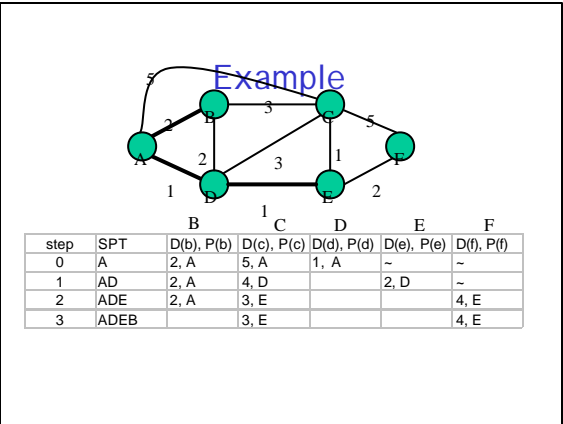 Example
5
B
3
C
2
5
A
2
3
1
F
1
D
E
2
1
B C D E F
step SPT D(b), P(b) D(c), P(c) D(d), P(d) D(e), P(e) D(f), P(f)
0 A 2, A 5, A 1, A ~ ~
1 AD 2, A 4, D 2, D ~
2 ADE 2, A 3, E 4, E
3 ADEB 3, E 4, E